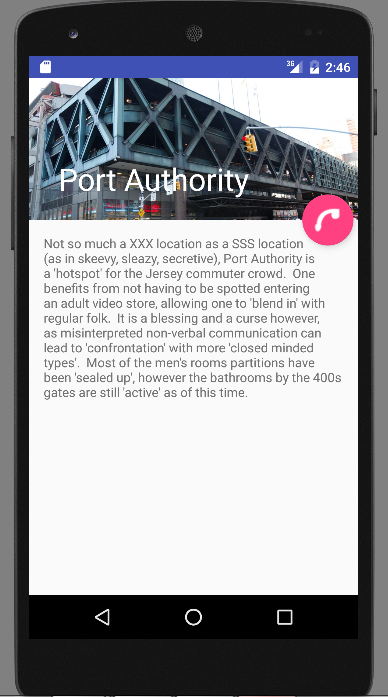 3G 2:46
Port Authority
Not so much a XXX location as a SSS location
(as in skeevy, sleazy, secretive), Port Authority is
a 'hotspot' for the Jersey commuter crowd.  One
benefits from not having to be spotted entering
an adult video store, allowing one to 'blend in' with
regular folk.  It is a blessing and a curse however,
as misinterpreted non-verbal communication can
lead to 'confrontation' with more 'closed minded
types'.  Most of the men's rooms partitions have
been 'sealed up', however the bathrooms by the 400s
gates are still 'active' as of this time.